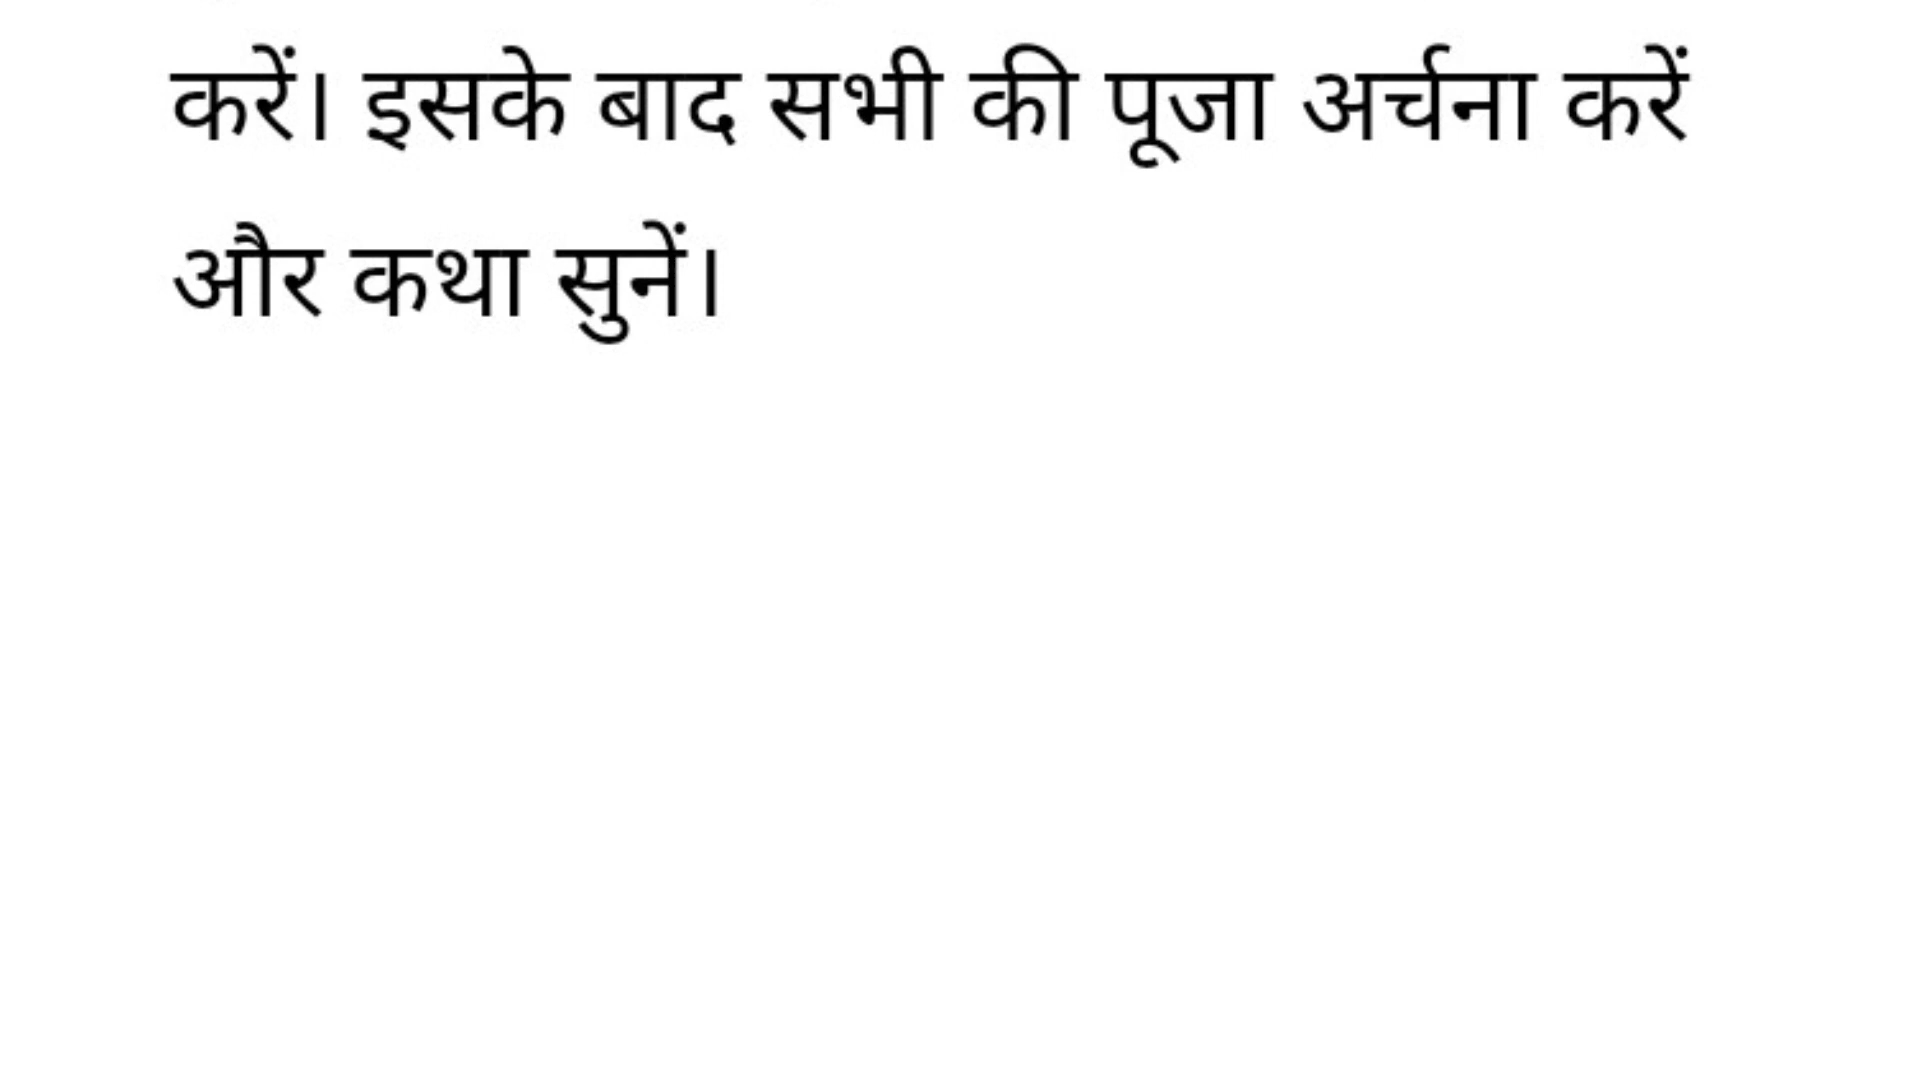 करें। इसके बाद सभी की पूजा अर्चना करें
और कथा सुनें।